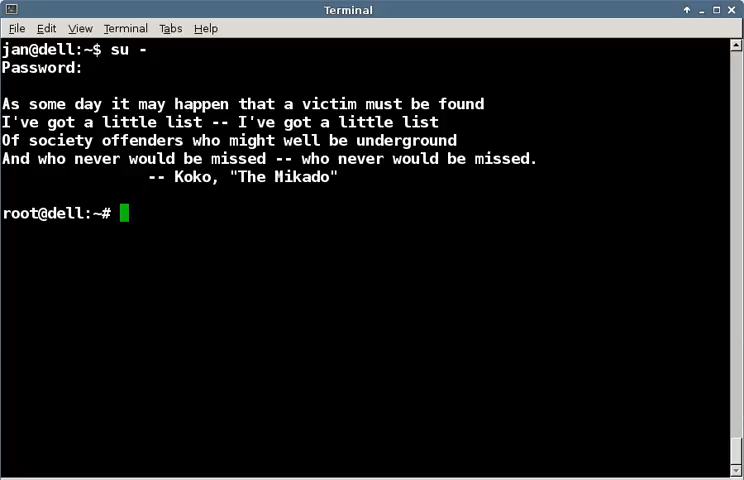 Terminal
File Edit View Terminal Tabs Help
jan@dell:~$ su -
Password:
As some day it may happen that a victim must be found
I've got a little list -- I've got a little list
Of society offenders who might well be underground
And who never would be missed -- who never would be missed.
-- Koko, "The Mikado"
root@dell:~#